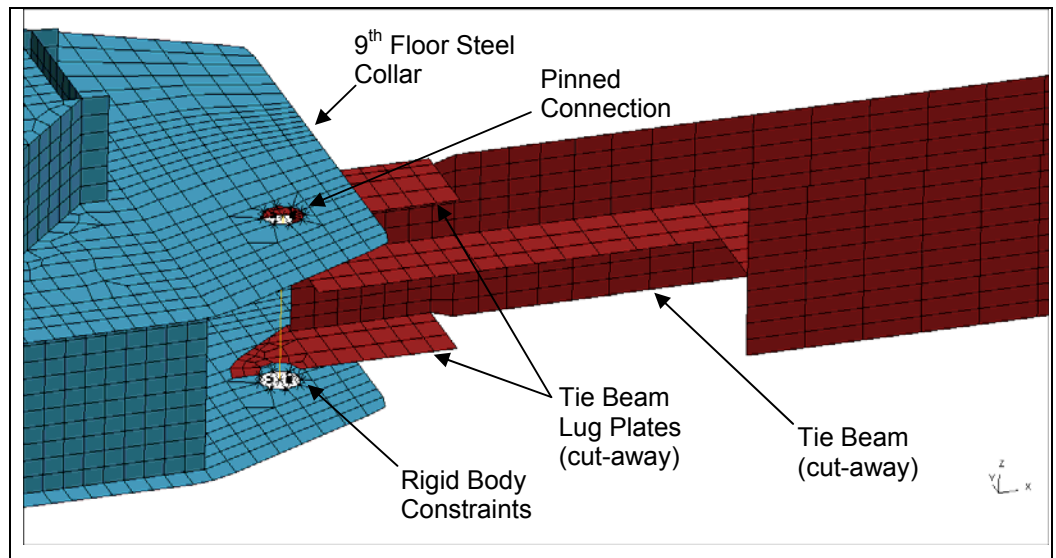 9th Floor Steel
Collar
Pinned
Connection
Tie Beam
Lug Plates
(cut-away)
Tie Beam
(cut-away)
Rigid Body
Constraints
Z
Y
X